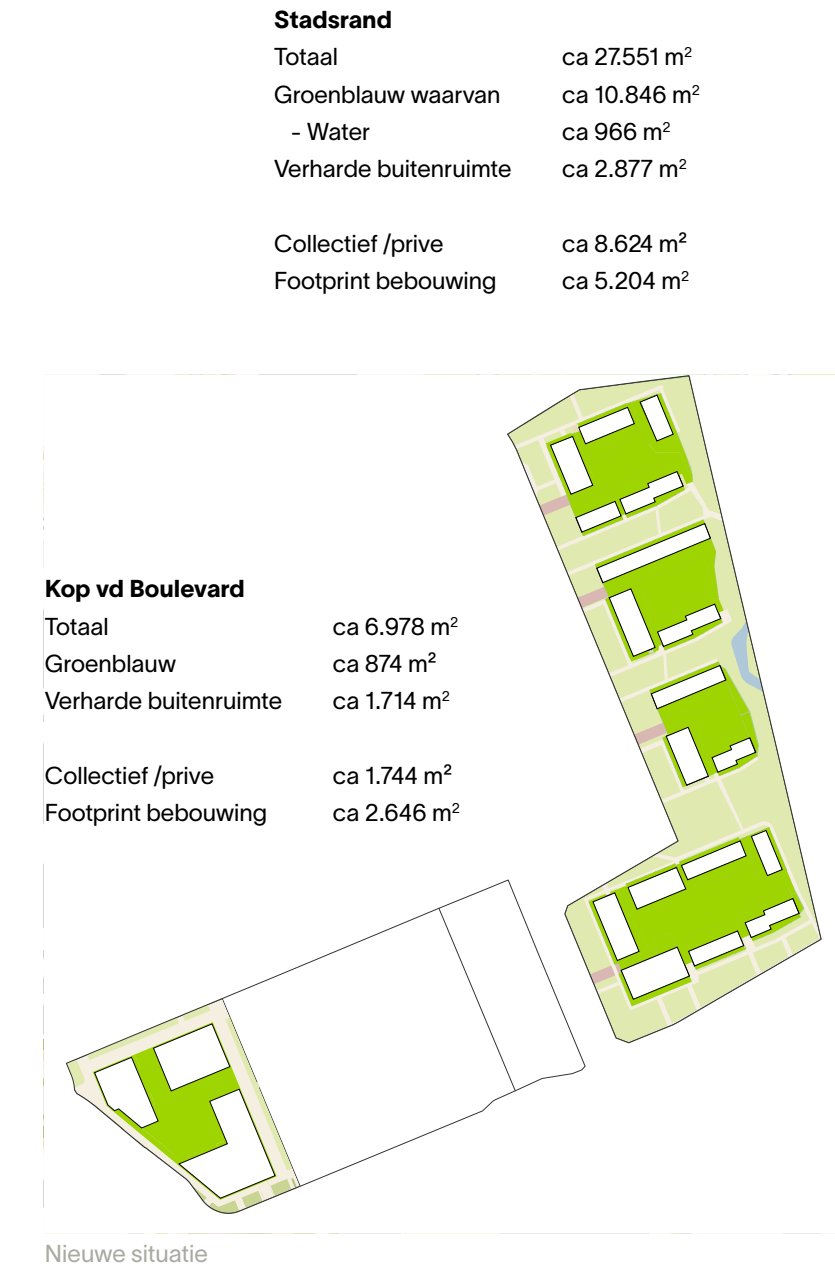 Stadsrand
Totaal ca 27.551 m²
Groenblauw waarvan ca 10.846 m²
- Water ca 966 m²
Verharde buitenruimte ca 2.877 m²
Collectief /prive ca 8.624 m²
Footprint bebouwing ca 5.204 m²
Kop vd Boulevard
Totaal ca 6.978 m²
Groenblauw ca 874 m²
Verharde buitenruimte ca 1.714 m²
Collectief /prive ca 1.744 m²
Footprint bebouwing ca 2.646 m²
Nieuwe situatie